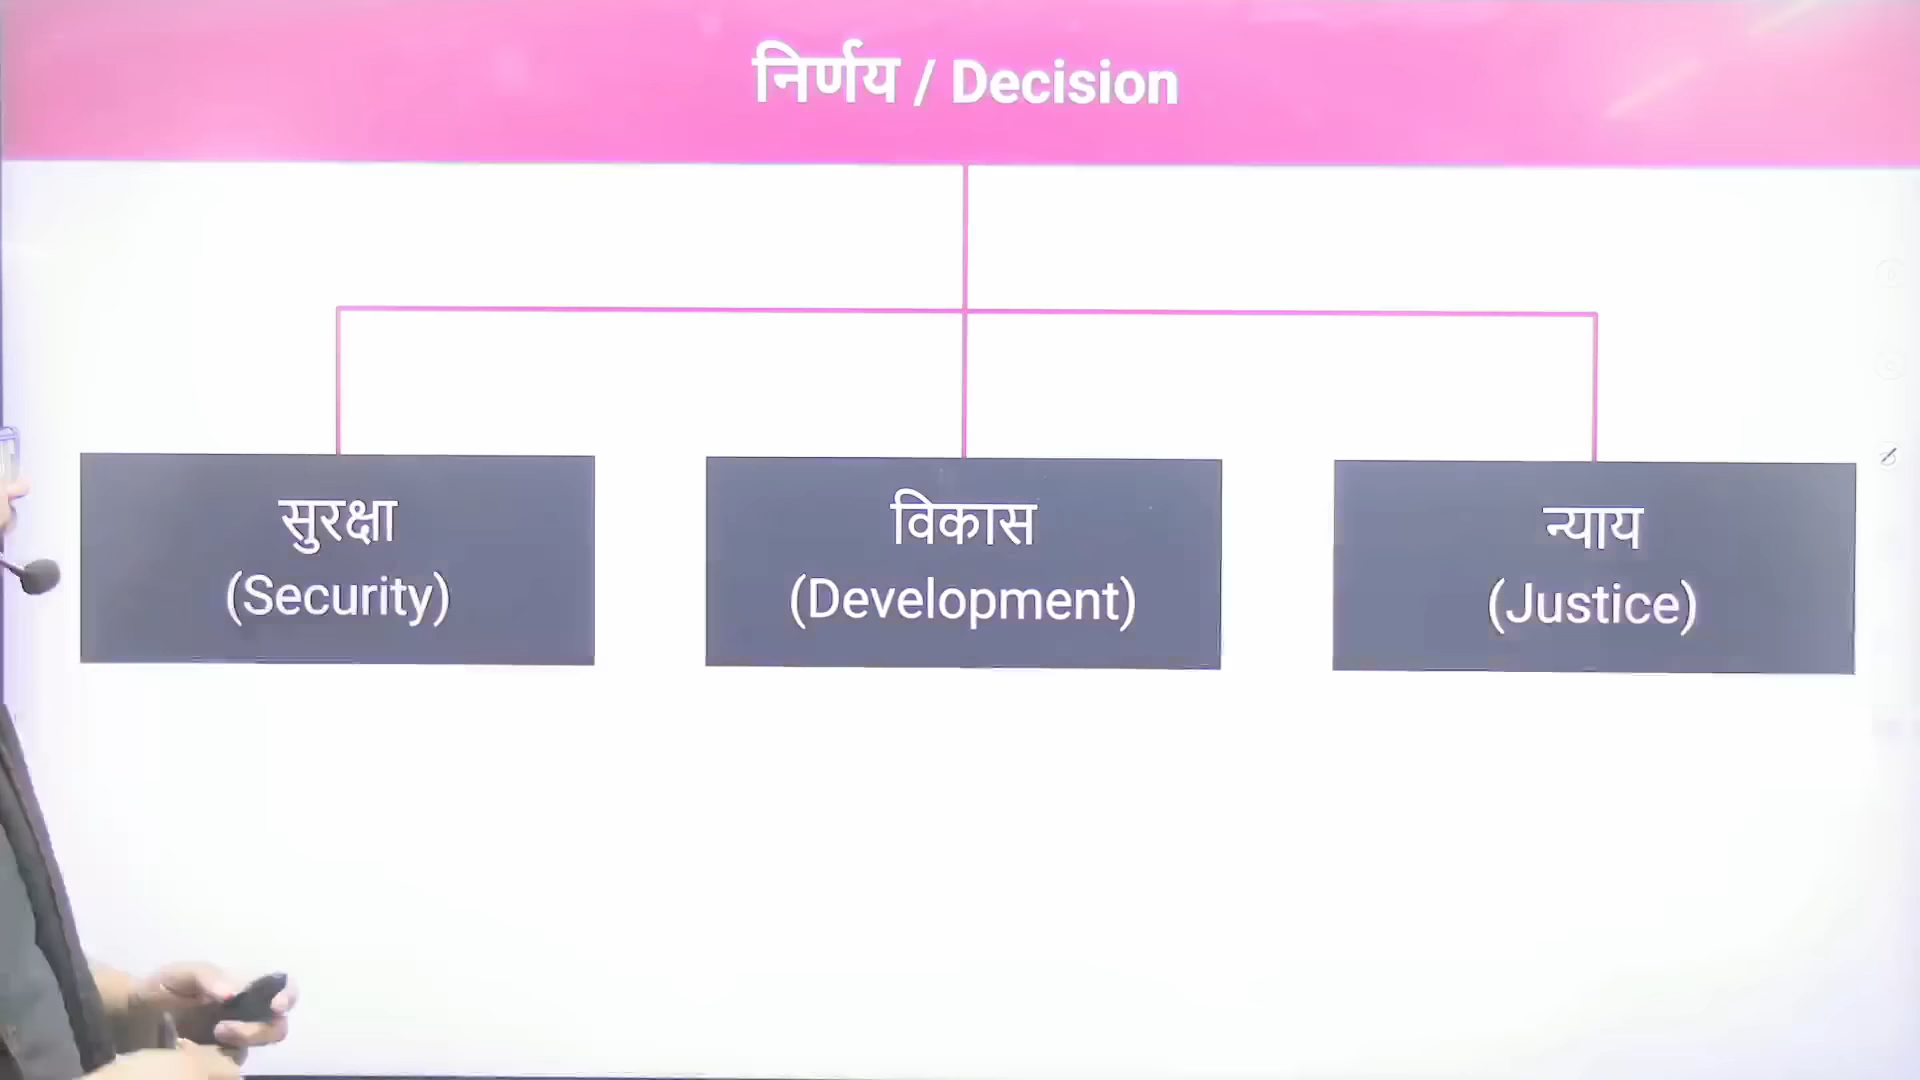 निर्णय / Decision
सुरक्षा
(Security)
विकास
(Development)
न्याय
(Justice)